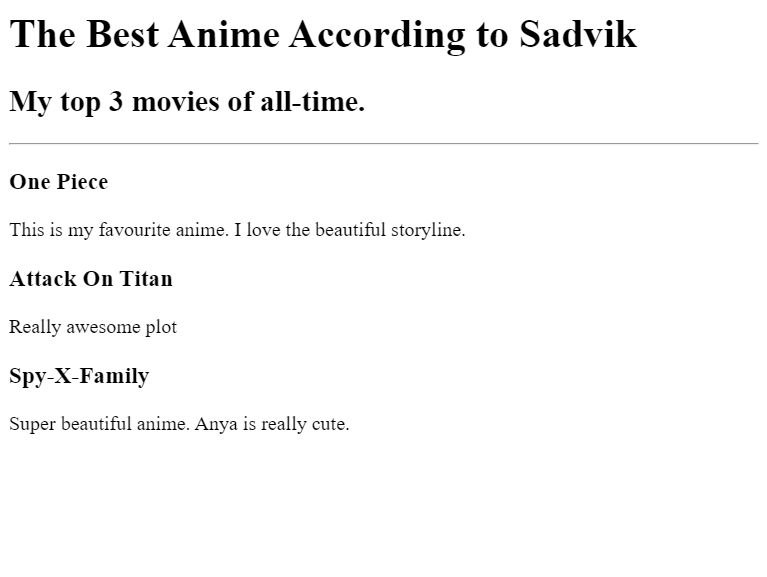 The Best Anime According to Sadvik
My top 3 movies of all-time.
One Piece
This is my favourite anime. I love the beautiful storyline.
Attack On Titan
Really awesome plot
Spy-X-Family
Super beautiful anime. Anya is really cute.